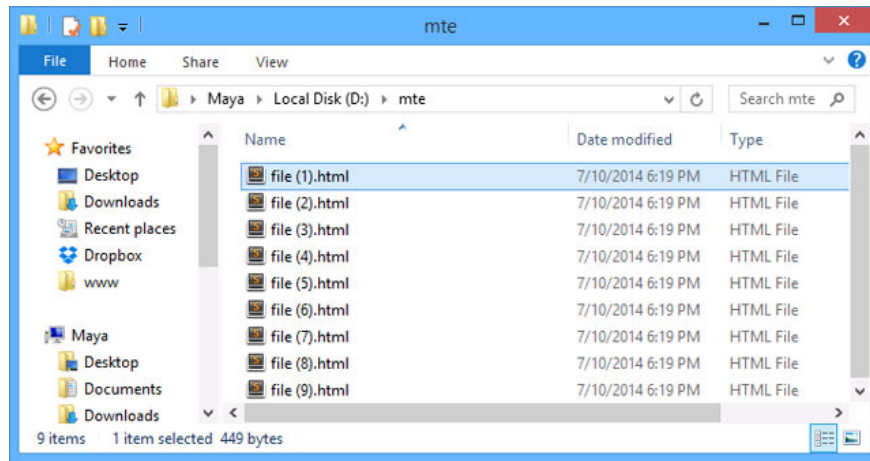 mte
File Home Share View
Maya Local Disk (D:) mte Search mte
Name Date modified Type
Favorites
Desktop
Downloads
Recent places
Dropbox
www
Maya
Desktop
Documents
Downloads
file (1).html 7/10/2014 6:19 PM HTML File
file (2).html 7/10/2014 6:19 PM HTML File
file (3).html 7/10/2014 6:19 PM HTML File
file (4).html 7/10/2014 6:19 PM HTML File
file (5).html 7/10/2014 6:19 PM HTML File
file (6).html 7/10/2014 6:19 PM HTML File
file (7).html 7/10/2014 6:19 PM HTML File
file (8).html 7/10/2014 6:19 PM HTML File
file (9).html 7/10/2014 6:19 PM HTML File
9 items 1 item selected 449 bytes